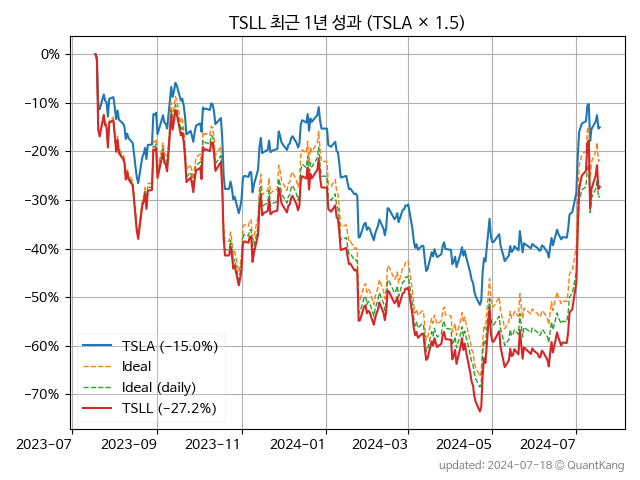 TSLL 최근 1년 성과 (TSLA × 1.5)
0%
−10%
−20%
−30%
−40%
−50%
−60%
−70%
TSLA (−15.0%)
Ideal
Ideal (daily)
TSLL (−27.2%)
2023-07 2023-09 2023-11 2024-01 2024-03 2024-05 2024-07
updated: 2024-07-18 © QuantKang